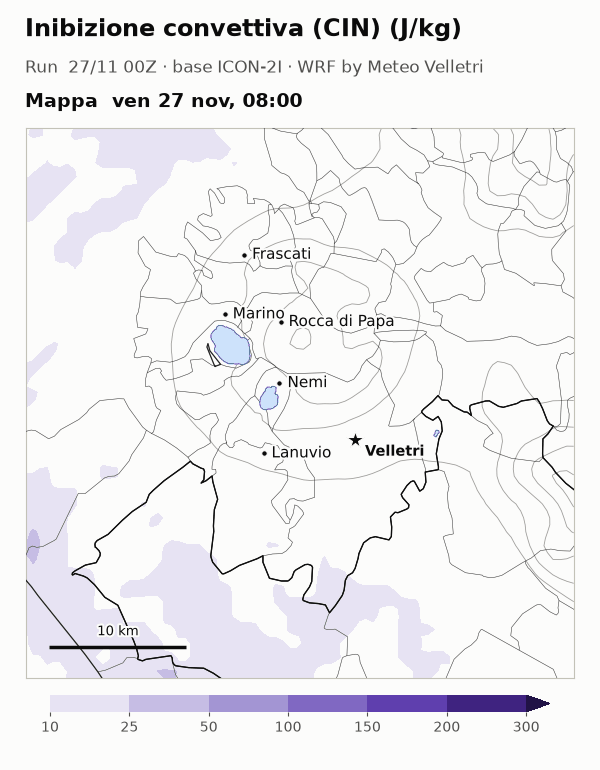 Inibizione convettiva (CIN) (J/kg)
Run  27/11 00Z · base ICON-2I · WRF by Meteo Velletri
Mappa  ven 27 nov, 08:00
Frascati
Marino
Rocca di Papa
Nemi
Velletri
Lanuvio
10 km
10 25 50 100 150 200 300